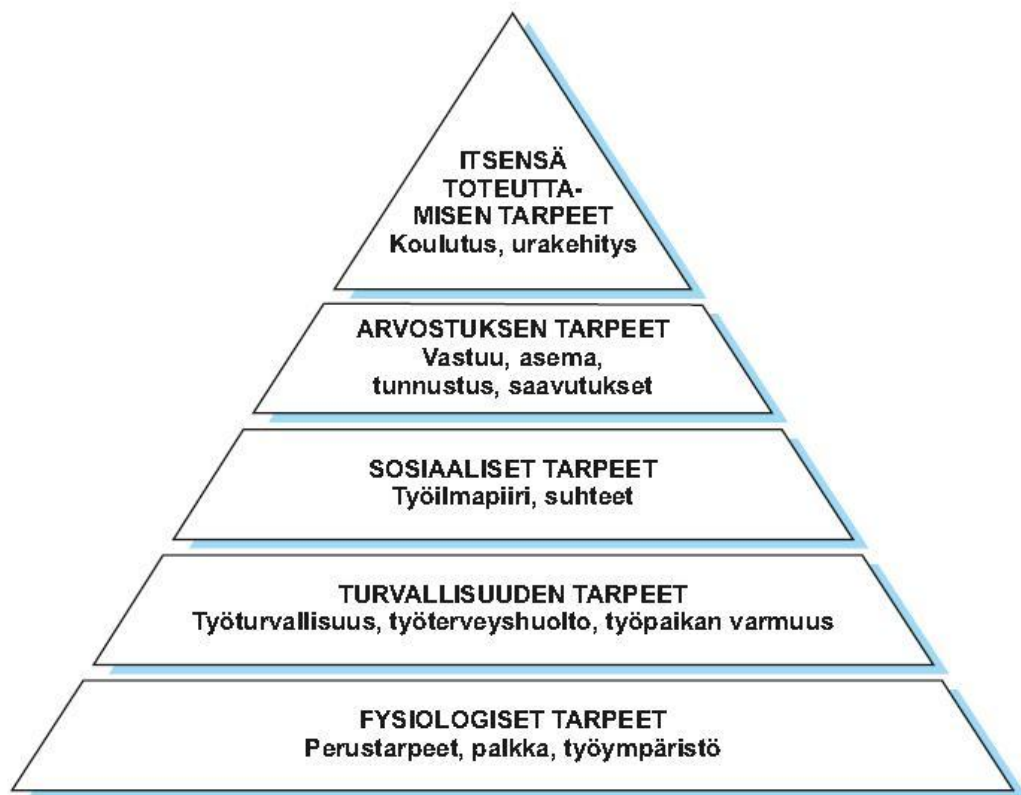 ITSENSÄ
TOTEUTTA-
MISEN TARPEET
Koulutus, urakehitys
ARVOSTUKSEN TARPEET
Vastuu, asema,
tunnustus, saavutukset
SOSIAALISET TARPEET
Työilmapiiri, suhteet
TURVALLISUUDEN TARPEET
Työturvallisuus, työterveyshuolto, työpaikan varmuus
FYSIOLOGISET TARPEET
Perustarpeet, palkka, työympäristö